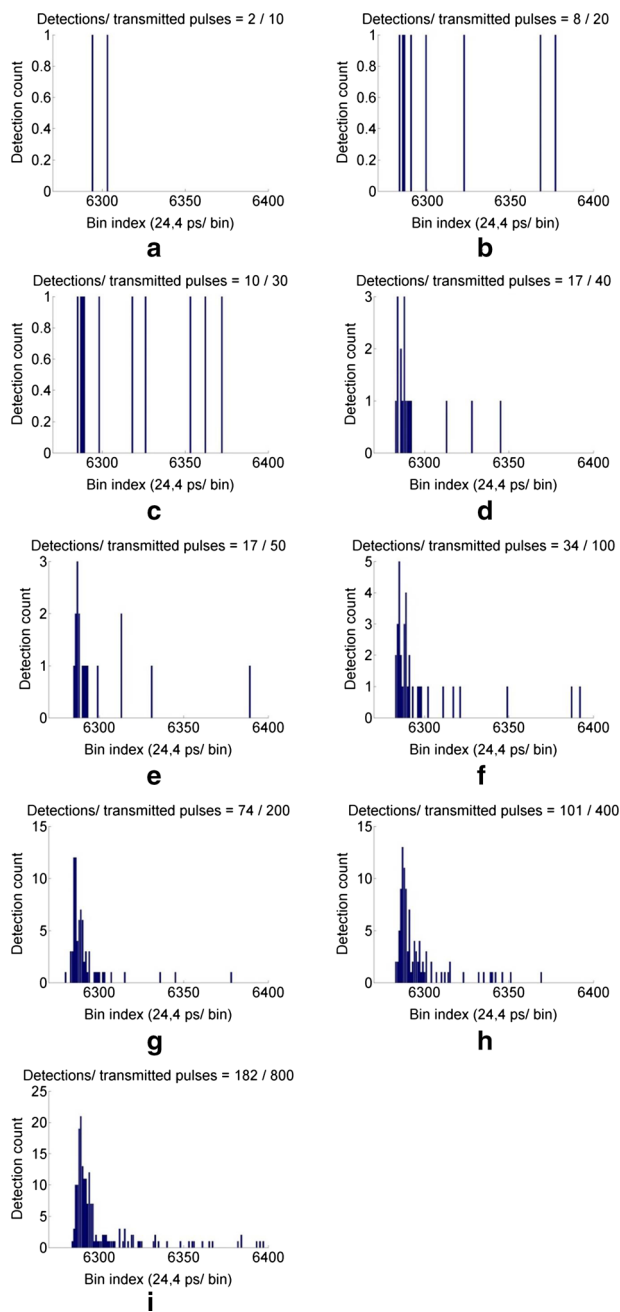 Detections/ transmitted pulses = 2 / 10
Detection count
1
0.8
0.6
0.4
0.2
0
6300 6350 6400
Bin index (24,4 ps/ bin)
a
Detections/ transmitted pulses = 8 / 20
Detection count
1
0.8
0.6
0.4
0.2
0
6300 6350 6400
Bin index (24,4 ps/ bin)
b
Detections/ transmitted pulses = 10 / 30
Detection count
1
0.8
0.6
0.4
0.2
0
6300 6350 6400
Bin index (24,4 ps/ bin)
c
Detections/ transmitted pulses = 17 / 40
Detection count
3
2
1
0
6300 6350 6400
Bin index (24,4 ps/ bin)
d
Detections/ transmitted pulses = 17 / 50
Detection count
3
2
1
0
6300 6350 6400
Bin index (24,4 ps/ bin)
e
Detections/ transmitted pulses = 34 / 100
Detection count
5
4
3
2
1
0
6300 6350 6400
Bin index (24,4 ps/ bin)
f
Detections/ transmitted pulses = 74 / 200
Detection count
15
10
5
0
6300 6350 6400
Bin index (24,4 ps/ bin)
g
Detections/ transmitted pulses = 101 / 400
Detection count
15
10
5
0
6300 6350 6400
Bin index (24,4 ps/ bin)
h
Detections/ transmitted pulses = 182 / 800
Detection count
25
20
15
10
5
0
6300 6350 6400
Bin index (24,4 ps/ bin)
i